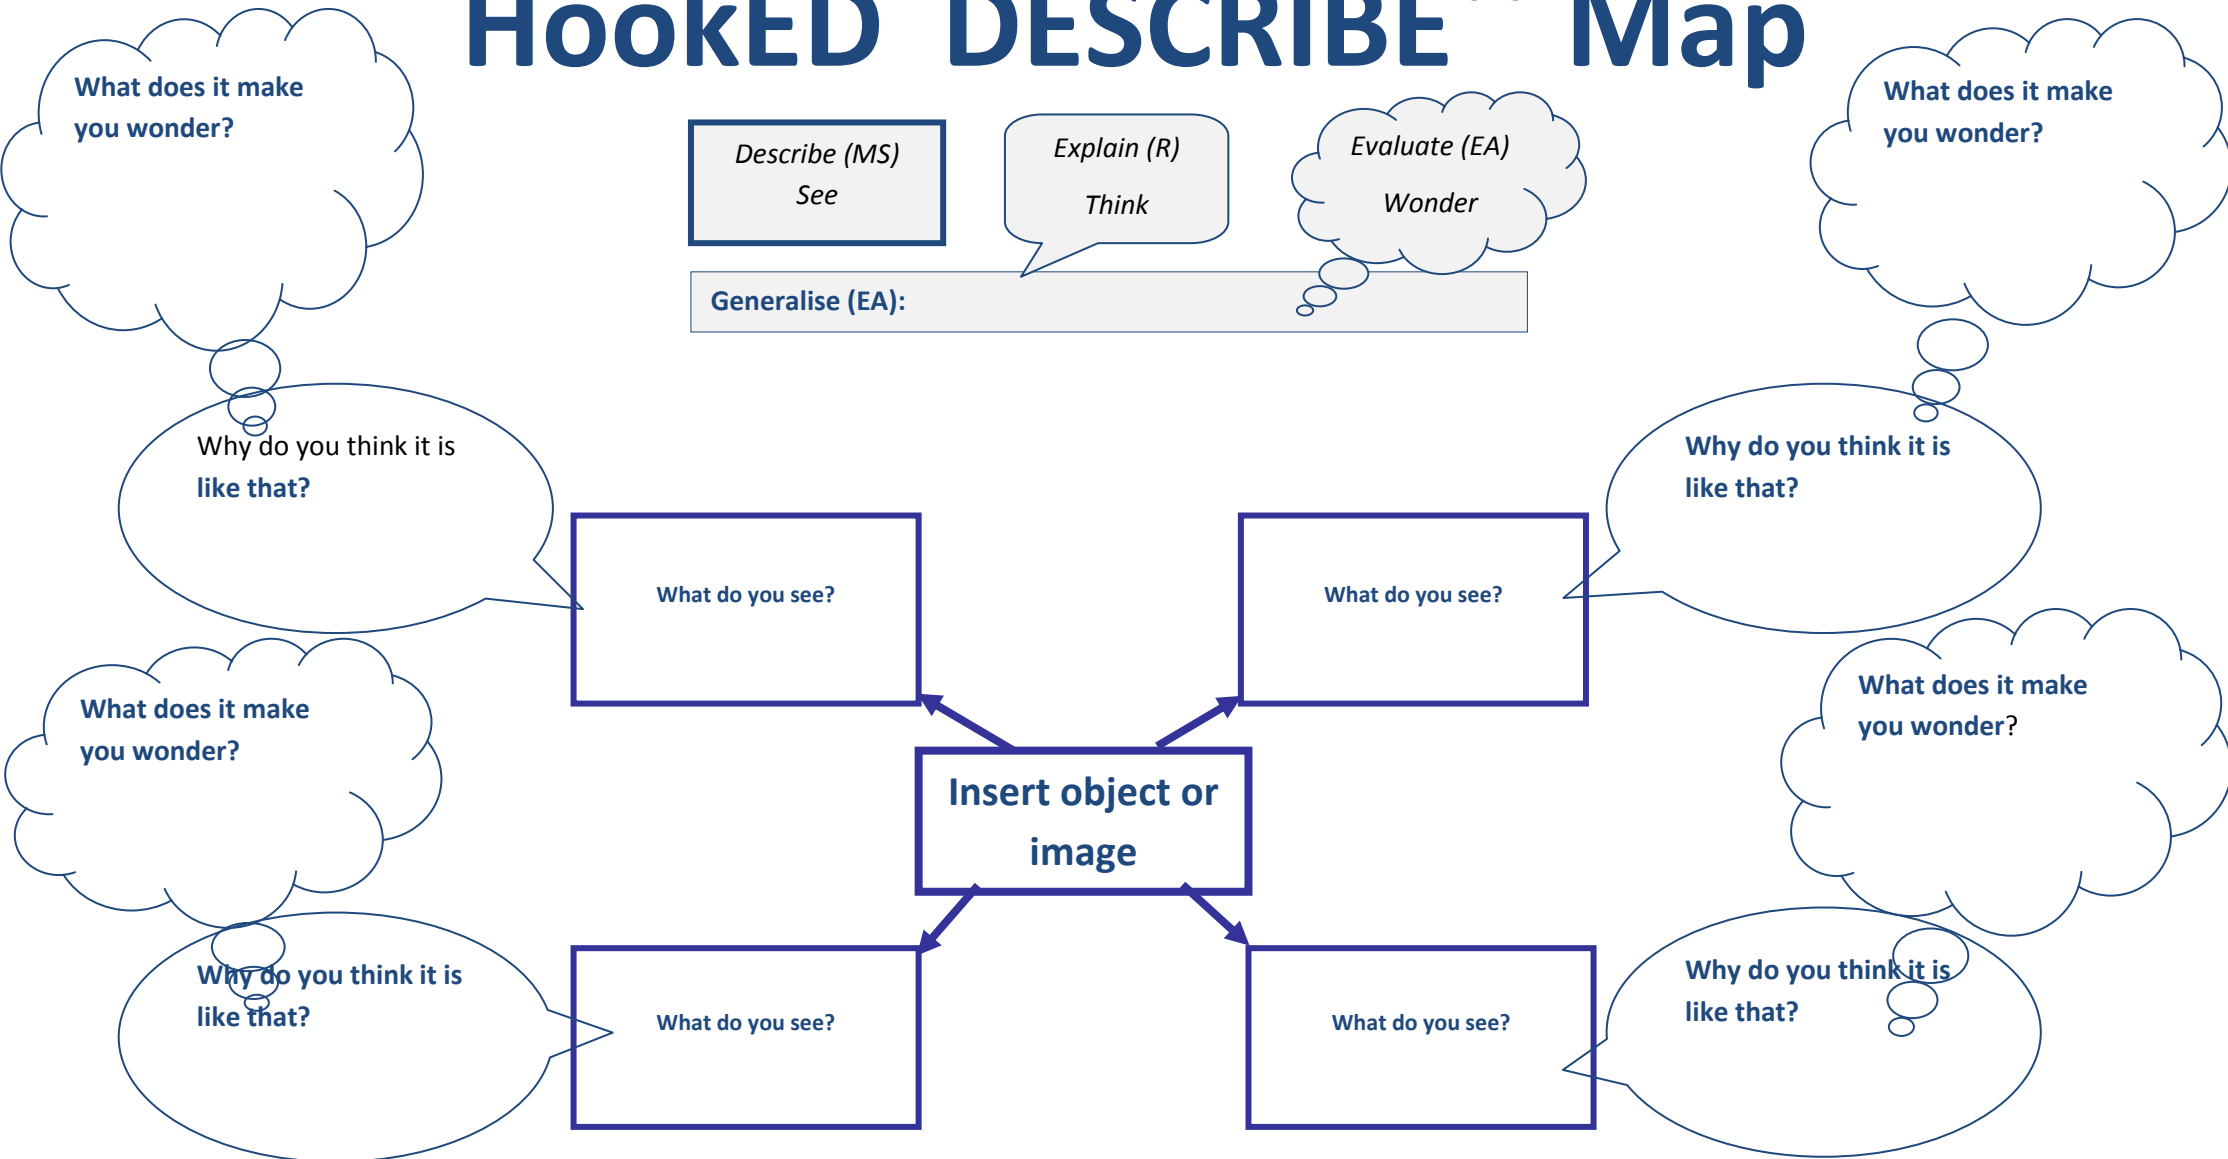 HookED DESCRIBE Map
What does it make
you wonder?
Describe (MS)
See
Explain (R)
Think
Evaluate (EA)
Wonder
What does it make
you wonder?
Generalise (EA):
Why do you think it is
like that?
Why do you think it is
like that?
What do you see?
What do you see?
What does it make
you wonder?
What does it make
you wonder?
Insert object or
image
Why do you think it is
like that?
What do you see?
What do you see?
Why do you think it is
like that?